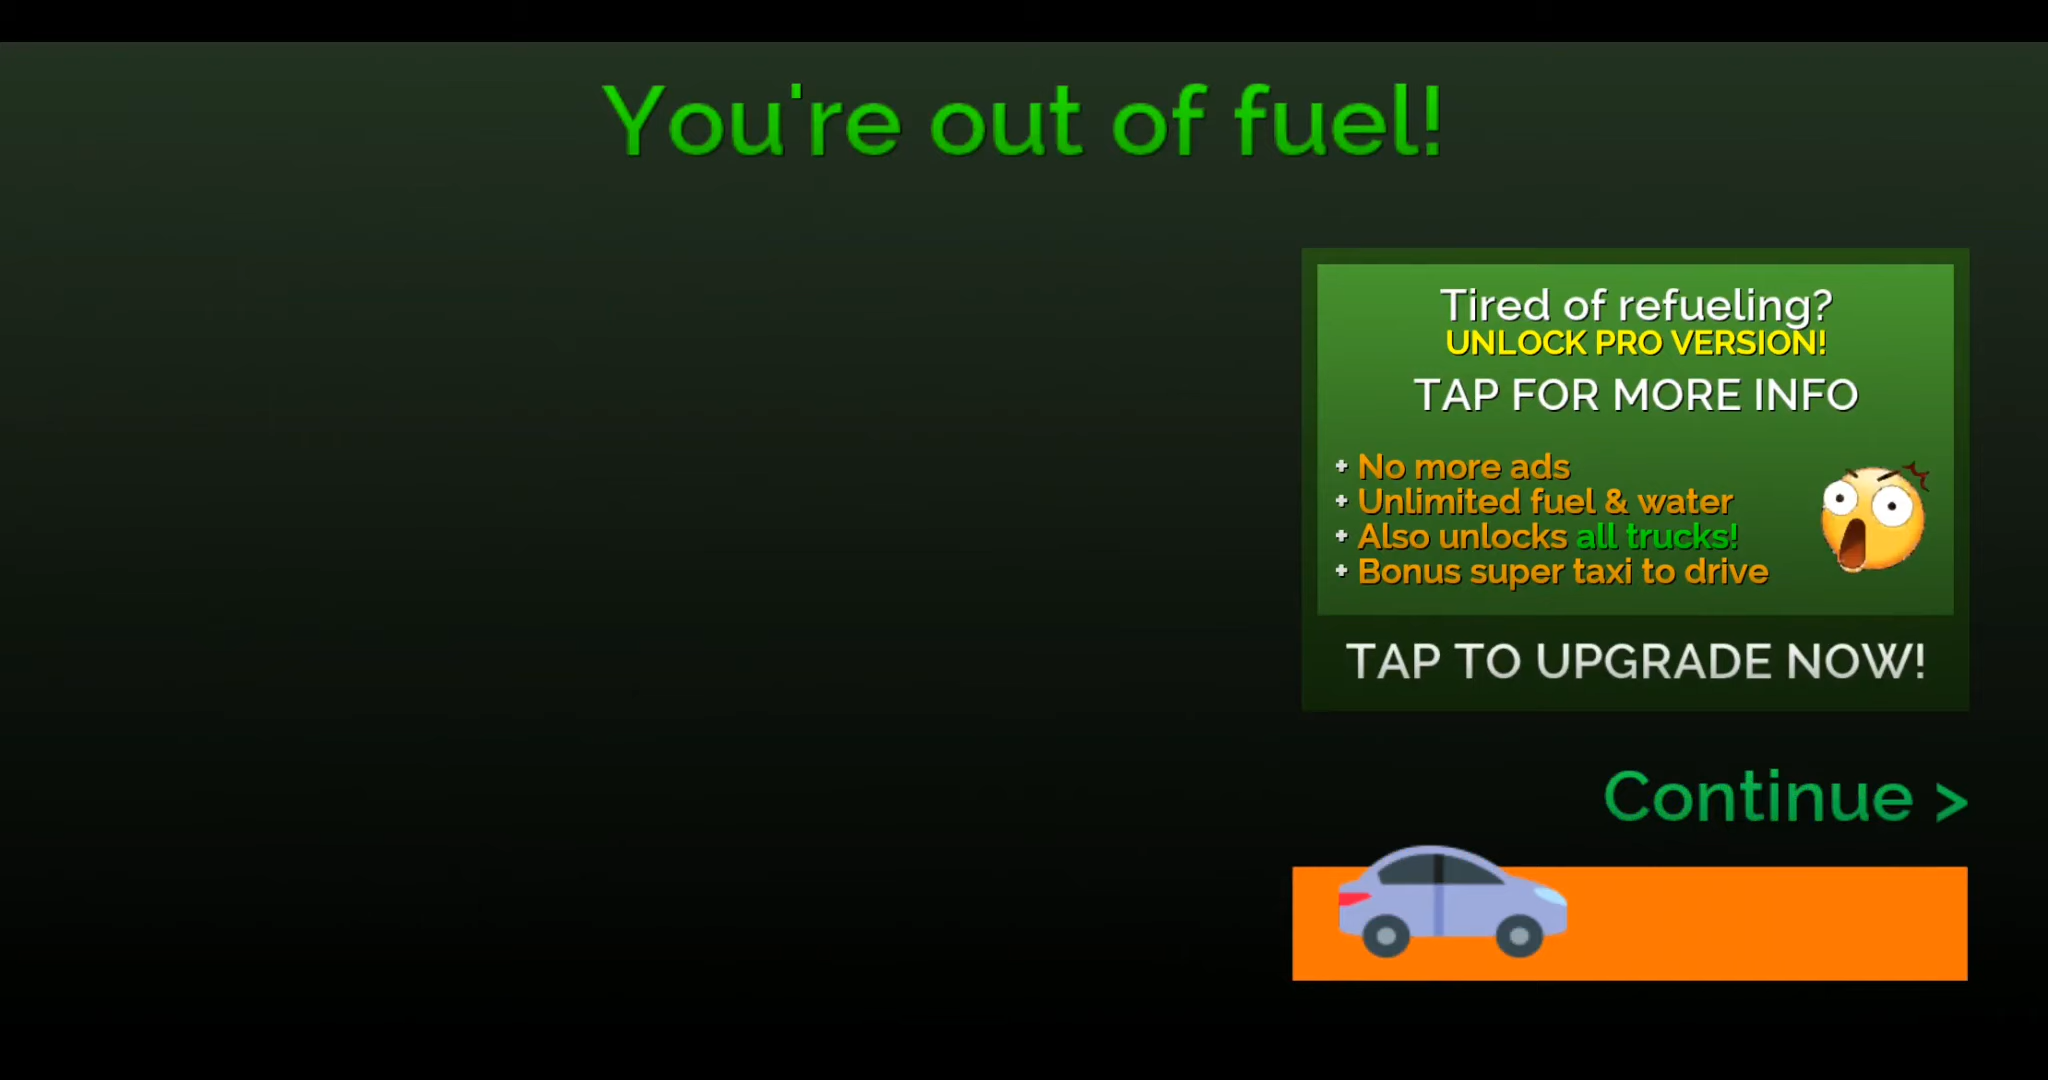 You're out of fuel!
Tired of refueling?
UNLOCK PRO VERSION!
TAP FOR MORE INFO
+ No more ads
+ Unlimited fuel & water
+ Also unlocks all trucks!
+ Bonus super taxi to drive
TAP TO UPGRADE NOW!
Continue >